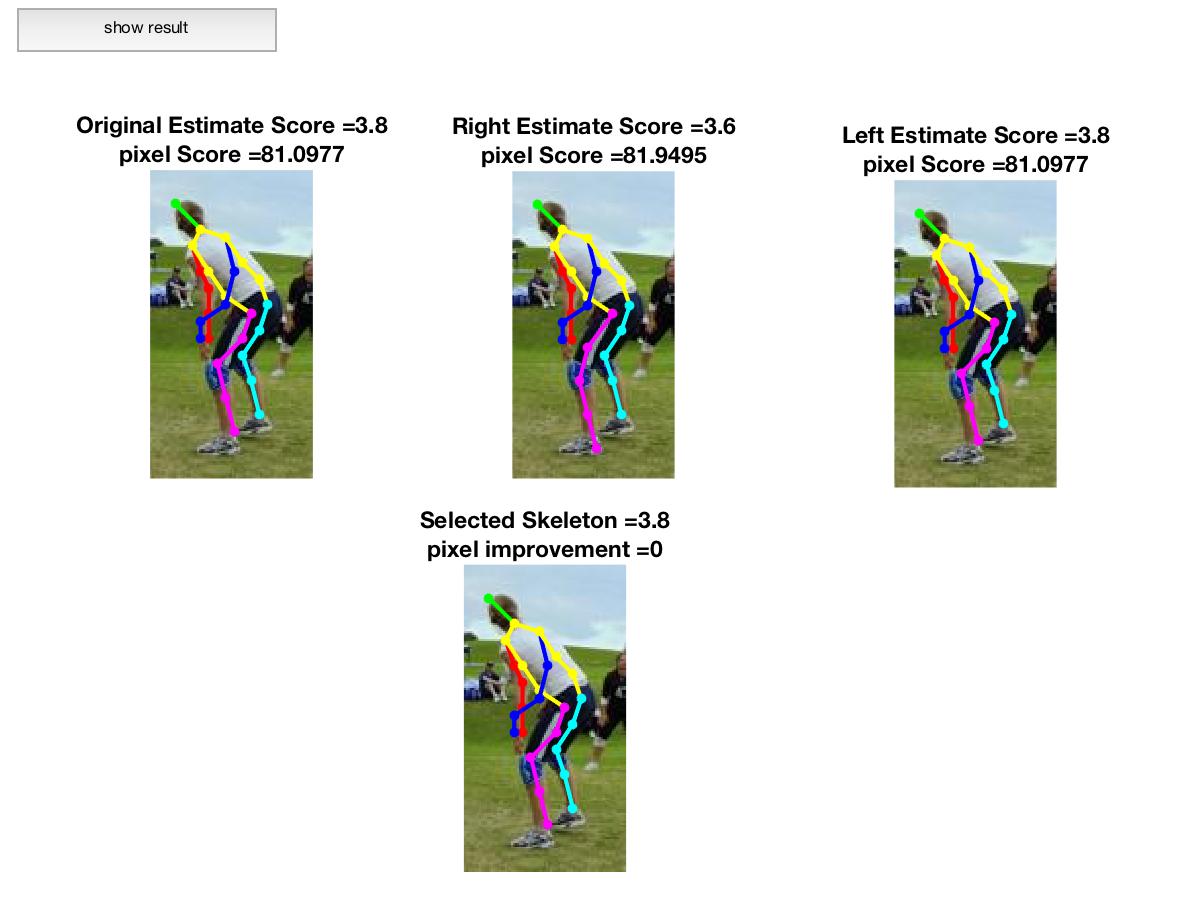 show result
Original Estimate Score =3.8
pixel Score =81.0977
Right Estimate Score =3.6
pixel Score =81.9495
Left Estimate Score =3.8
pixel Score =81.0977
Selected Skeleton =3.8
pixel improvement =0